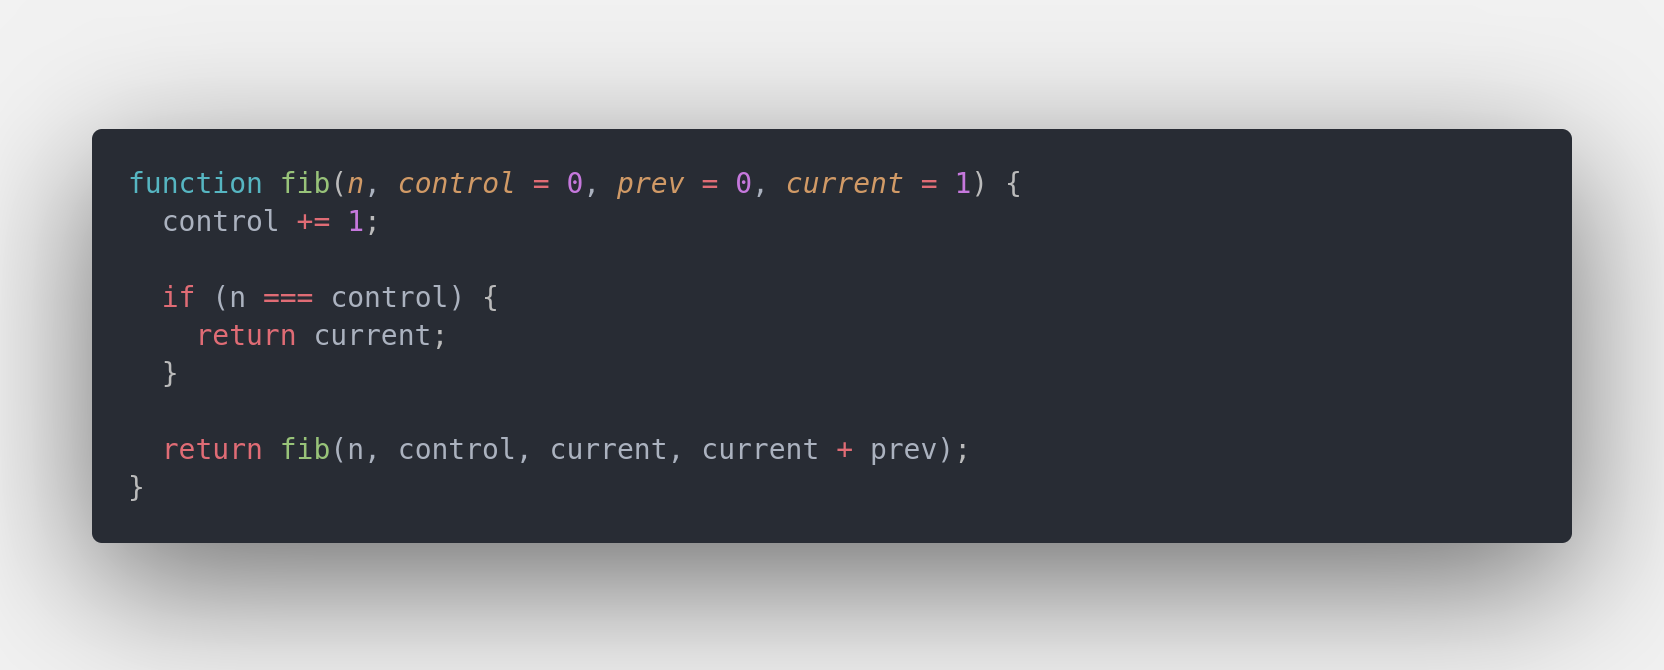 function fib(n, control = 0, prev = 0, current = 1) {
  control += 1;

  if (n === control) {
    return current;
  }

  return fib(n, control, current, current + prev);
}